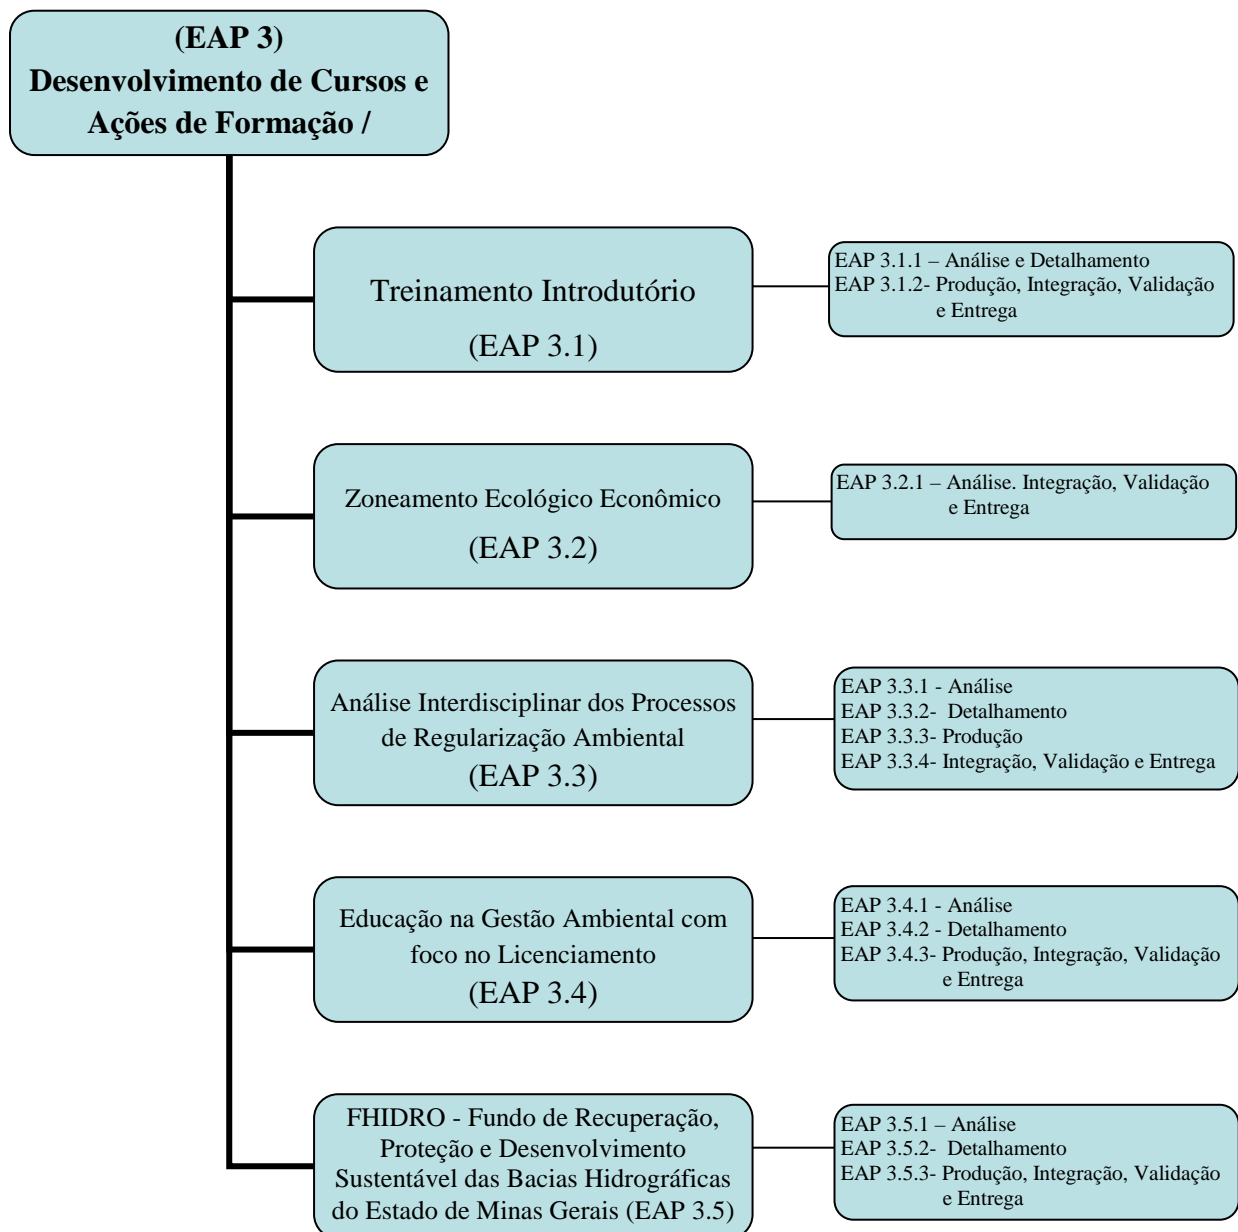 (EAP 3)
Desenvolvimento de Cursos e
Ações de Formação /
Treinamento Introdutório
(EAP 3.1)
EAP 3.1.1 – Análise e Detalhamento
EAP 3.1.2- Produção, Integração, Validação
e Entrega
Zoneamento Ecológico Econômico
(EAP 3.2)
EAP 3.2.1 – Análise. Integração, Validação
e Entrega
Análise Interdisciplinar dos Processos
de Regularização Ambiental
(EAP 3.3)
EAP 3.3.1 - Análise
EAP 3.3.2- Detalhamento
EAP 3.3.3- Produção
EAP 3.3.4- Integração, Validação e Entrega
Educação na Gestão Ambiental com
foco no Licenciamento
(EAP 3.4)
EAP 3.4.1 - Análise
EAP 3.4.2 - Detalhamento
EAP 3.4.3- Produção, Integração, Validação
e Entrega
FHIDRO - Fundo de Recuperação,
Proteção e Desenvolvimento
Sustentável das Bacias Hidrográficas
do Estado de Minas Gerais (EAP 3.5)
EAP 3.5.1 – Análise
EAP 3.5.2- Detalhamento
EAP 3.5.3- Produção, Integração, Validação
e Entrega